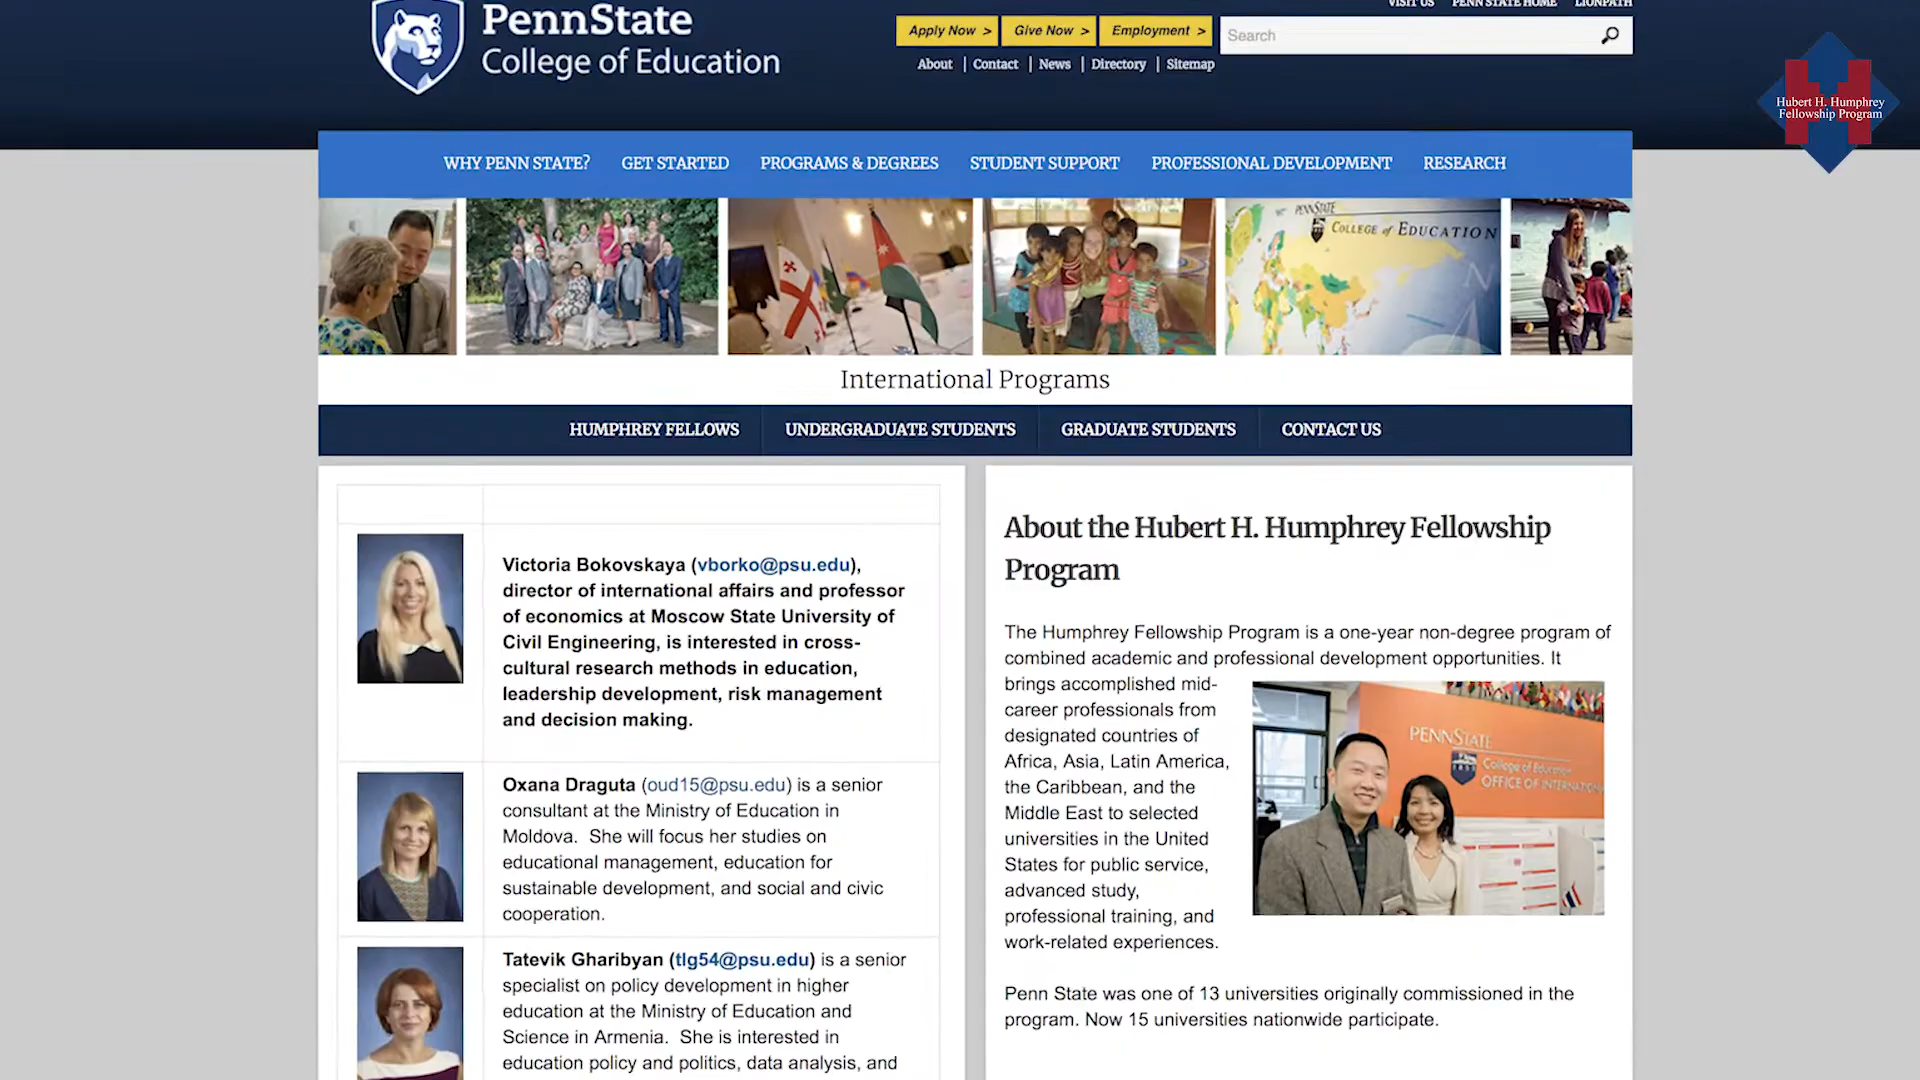 VISIT US PENN STATE HOME LIONPATH
PennState
College of Education
Apply Now > Give Now > Employment > Search
About | Contact | News | Directory | Sitemap
Hubert H. Humphrey
Fellowship Program
WHY PENN STATE? GET STARTED PROGRAMS & DEGREES STUDENT SUPPORT PROFESSIONAL DEVELOPMENT RESEARCH
PENNSTATE
COLLEGE of EDUCATION
International Programs
HUMPHREY FELLOWS UNDERGRADUATE STUDENTS GRADUATE STUDENTS CONTACT US
Victoria Bokovskaya (vborko@psu.edu),
director of international affairs and professor
of economics at Moscow State University of
Civil Engineering, is interested in cross-
cultural research methods in education,
leadership development, risk management
and decision making.
Oxana Draguta (oud15@psu.edu) is a senior
consultant at the Ministry of Education in
Moldova. She will focus her studies on
educational management, education for
sustainable development, and social and civic
cooperation.
Tatevik Gharibyan (tlg54@psu.edu) is a senior
specialist on policy development in higher
education at the Ministry of Education and
Science in Armenia. She is interested in
education policy and politics, data analysis, and
About the Hubert H. Humphrey Fellowship
Program
The Humphrey Fellowship Program is a one-year non-degree program of
combined academic and professional development opportunities. It
brings accomplished mid-
career professionals from
designated countries of
Africa, Asia, Latin America,
the Caribbean, and the
Middle East to selected
universities in the United
States for public service,
advanced study,
professional training, and
work-related experiences.
PENNSTATE
College of Education
OFFICE OF INTERNATION
Penn State was one of 13 universities originally commissioned in the
program. Now 15 universities nationwide participate.